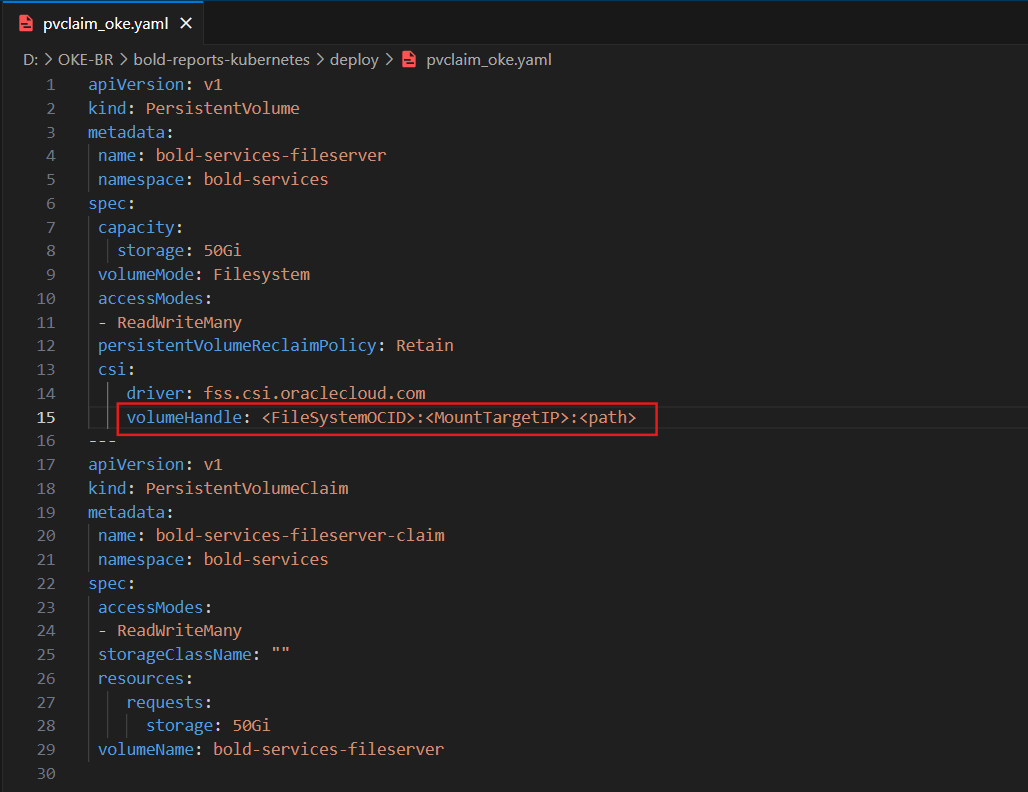 pvclaim_oke.yaml
D: > OKE-BR > bold-reports-kubernetes > deploy > pvclaim_oke.yaml
1 apiVersion: v1
2 kind: PersistentVolume
3 metadata:
4 name: bold-services-fileserver
5 namespace: bold-services
6 spec:
7 capacity:
8 storage: 50Gi
9 volumeMode: Filesystem
10 accessModes:
11 - ReadWriteMany
12 persistentVolumeReclaimPolicy: Retain
13 csi:
14 driver: fss.csi.oraclecloud.com
15 volumeHandle: <FileSystemOCID>:<MountTargetIP>:<path>
16 ---
17 apiVersion: v1
18 kind: PersistentVolumeClaim
19 metadata:
20 name: bold-services-fileserver-claim
21 namespace: bold-services
22 spec:
23 accessModes:
24 - ReadWriteMany
25 storageClassName: ""
26 resources:
27 requests:
28 storage: 50Gi
29 volumeName: bold-services-fileserver
30